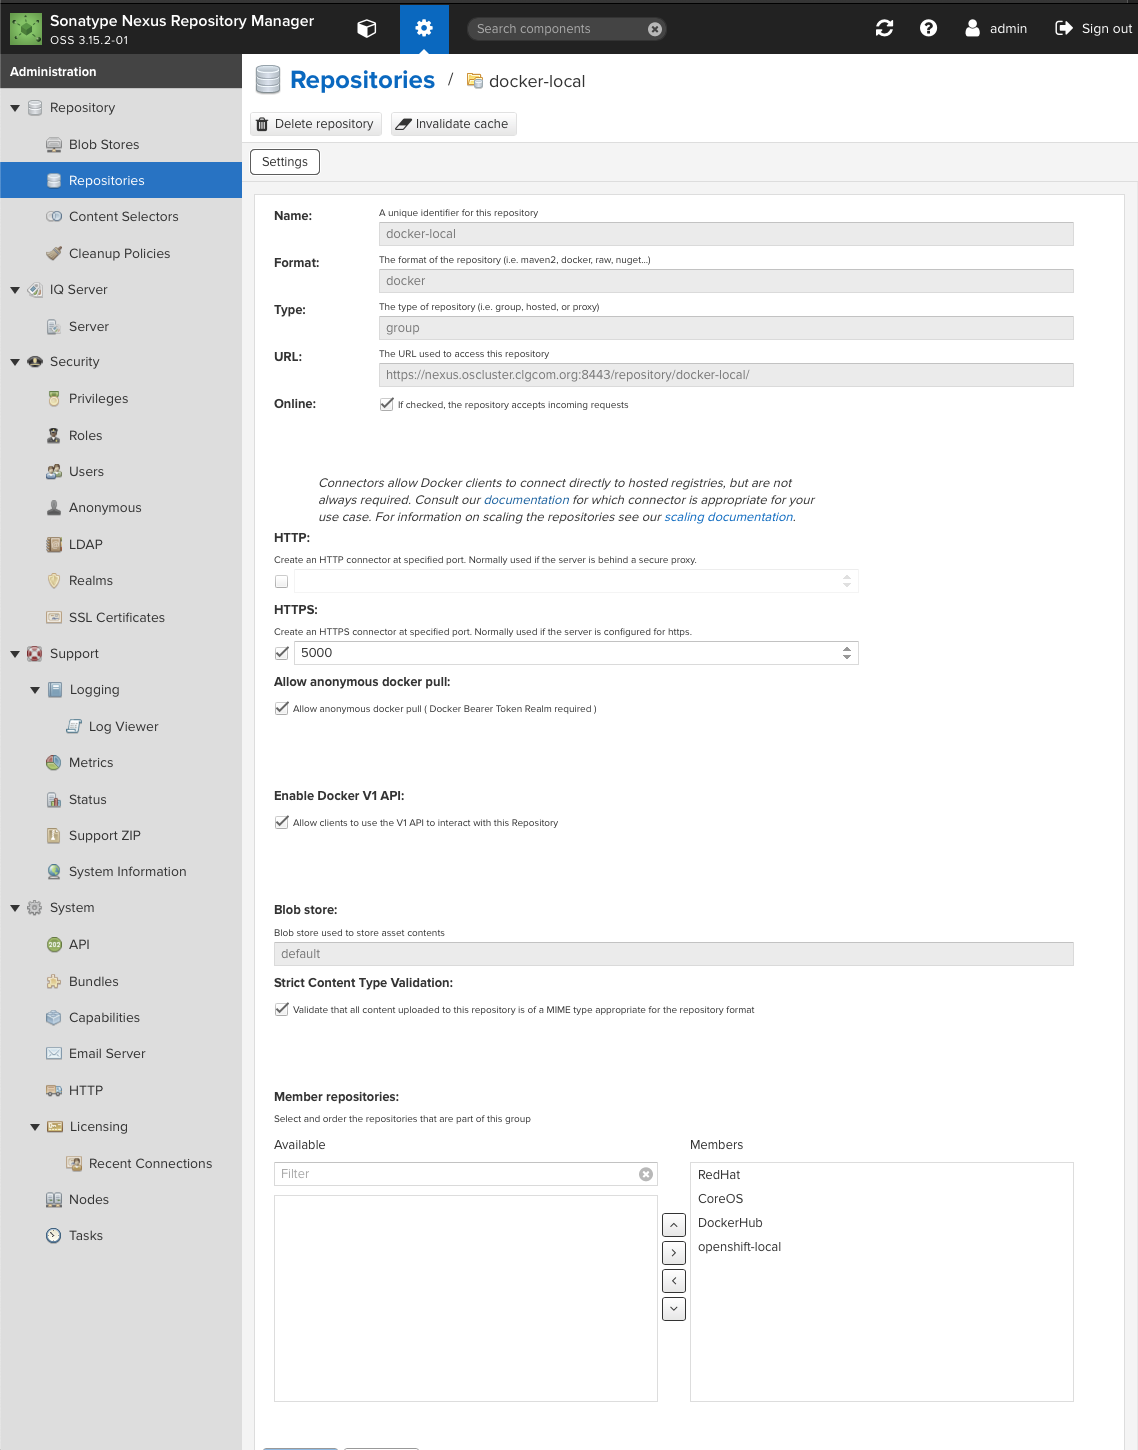 Sonatype Nexus Repository Manager
OSS 3.15.2-01
Search components
admin
Sign out
Administration
Repository
Blob Stores
Repositories
Content Selectors
Cleanup Policies
IQ Server
Server
Security
Privileges
Roles
Users
Anonymous
LDAP
Realms
SSL Certificates
Support
Logging
Log Viewer
Metrics
Status
Support ZIP
System Information
System
API
Bundles
Capabilities
Email Server
HTTP
Licensing
Recent Connections
Nodes
Tasks
Repositories / docker-local
Delete repository
Invalidate cache
Settings
Name:
A unique identifier for this repository
docker-local
Format:
The format of the repository (i.e. maven2, docker, raw, nuget...)
docker
Type:
The type of repository (i.e. group, hosted, or proxy)
group
URL:
The URL used to access this repository
https://nexus.oscluster.clgcom.org:8443/repository/docker-local/
Online:
If checked, the repository accepts incoming requests
Connectors allow Docker clients to connect directly to hosted registries, but are not
always required. Consult our documentation for which connector is appropriate for your
use case. For information on scaling the repositories see our scaling documentation.
HTTP:
Create an HTTP connector at specified port. Normally used if the server is behind a secure proxy.
HTTPS:
Create an HTTPS connector at specified port. Normally used if the server is configured for https.
5000
Allow anonymous docker pull:
Allow anonymous docker pull ( Docker Bearer Token Realm required )
Enable Docker V1 API:
Allow clients to use the V1 API to interact with this Repository
Blob store:
Blob store used to store asset contents
default
Strict Content Type Validation:
Validate that all content uploaded to this repository is of a MIME type appropriate for the repository format
Member repositories:
Select and order the repositories that are part of this group
Available
Filter
Members
RedHat
CoreOS
DockerHub
openshift-local